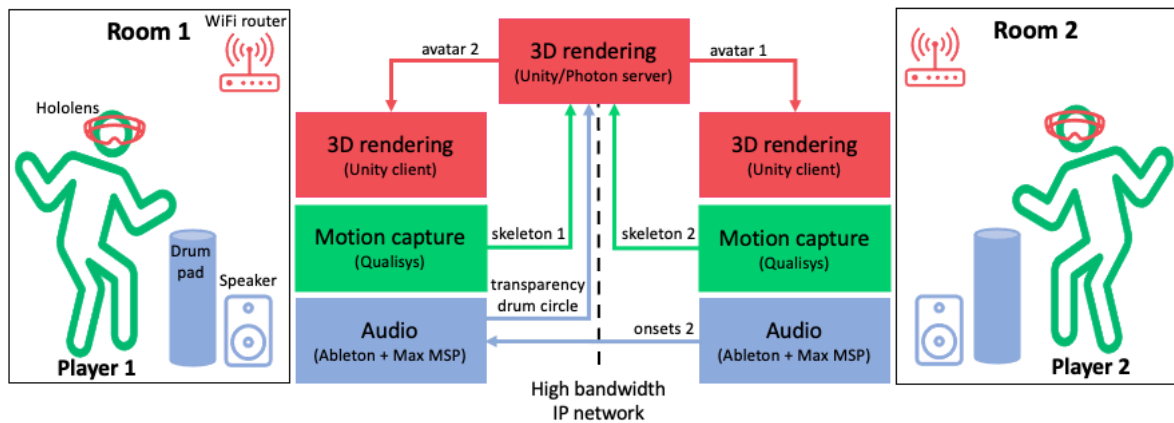 Room 1
WiFi router
Hololens
Drum
pad
Speaker
Player 1
avatar 2
3D rendering
(Unity/Photon server)
avatar 1
3D rendering
(Unity client)
Motion capture
(Qualisys)
Audio
(Ableton + Max MSP)
skeleton 1
transparency
drum circle
skeleton 2
onsets 2
High bandwidth
IP network
3D rendering
(Unity client)
Motion capture
(Qualisys)
Audio
(Ableton + Max MSP)
Room 2
Player 2